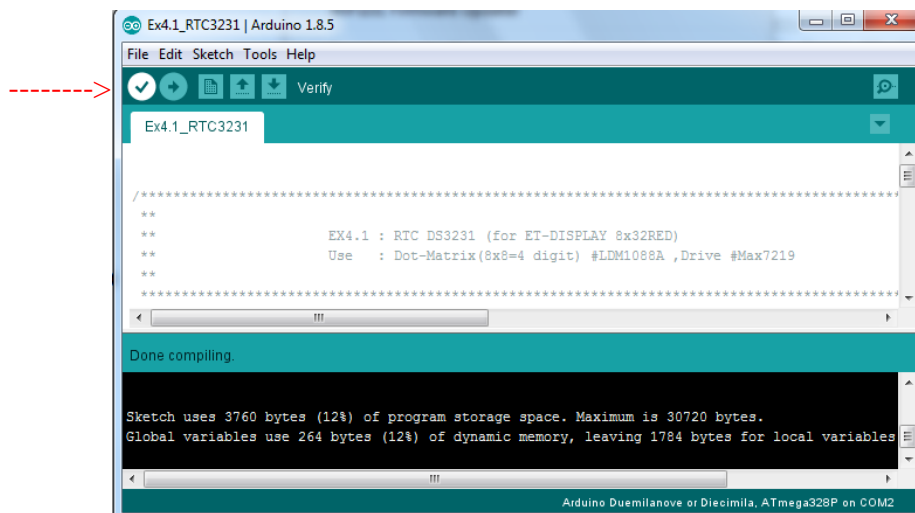 Ex4.1_RTC3231 | Arduino 1.8.5
File Edit Sketch Tools Help
Verify
Ex4.1_RTC3231
/*********************************************************************************************
**
** EX4.1 : RTC DS3231 (for ET-DISPLAY 8x32RED)
** Use : Dot-Matrix(8x8=4 digit) #LDM1088A ,Drive #Max7219
**
*********************************************************************************************
Done compiling.
Sketch uses 3760 bytes (12%) of program storage space. Maximum is 30720 bytes.
Global variables use 264 bytes (12%) of dynamic memory, leaving 1784 bytes for local variables
Arduino Duemilanove or Diecimila, ATmega328P on COM2